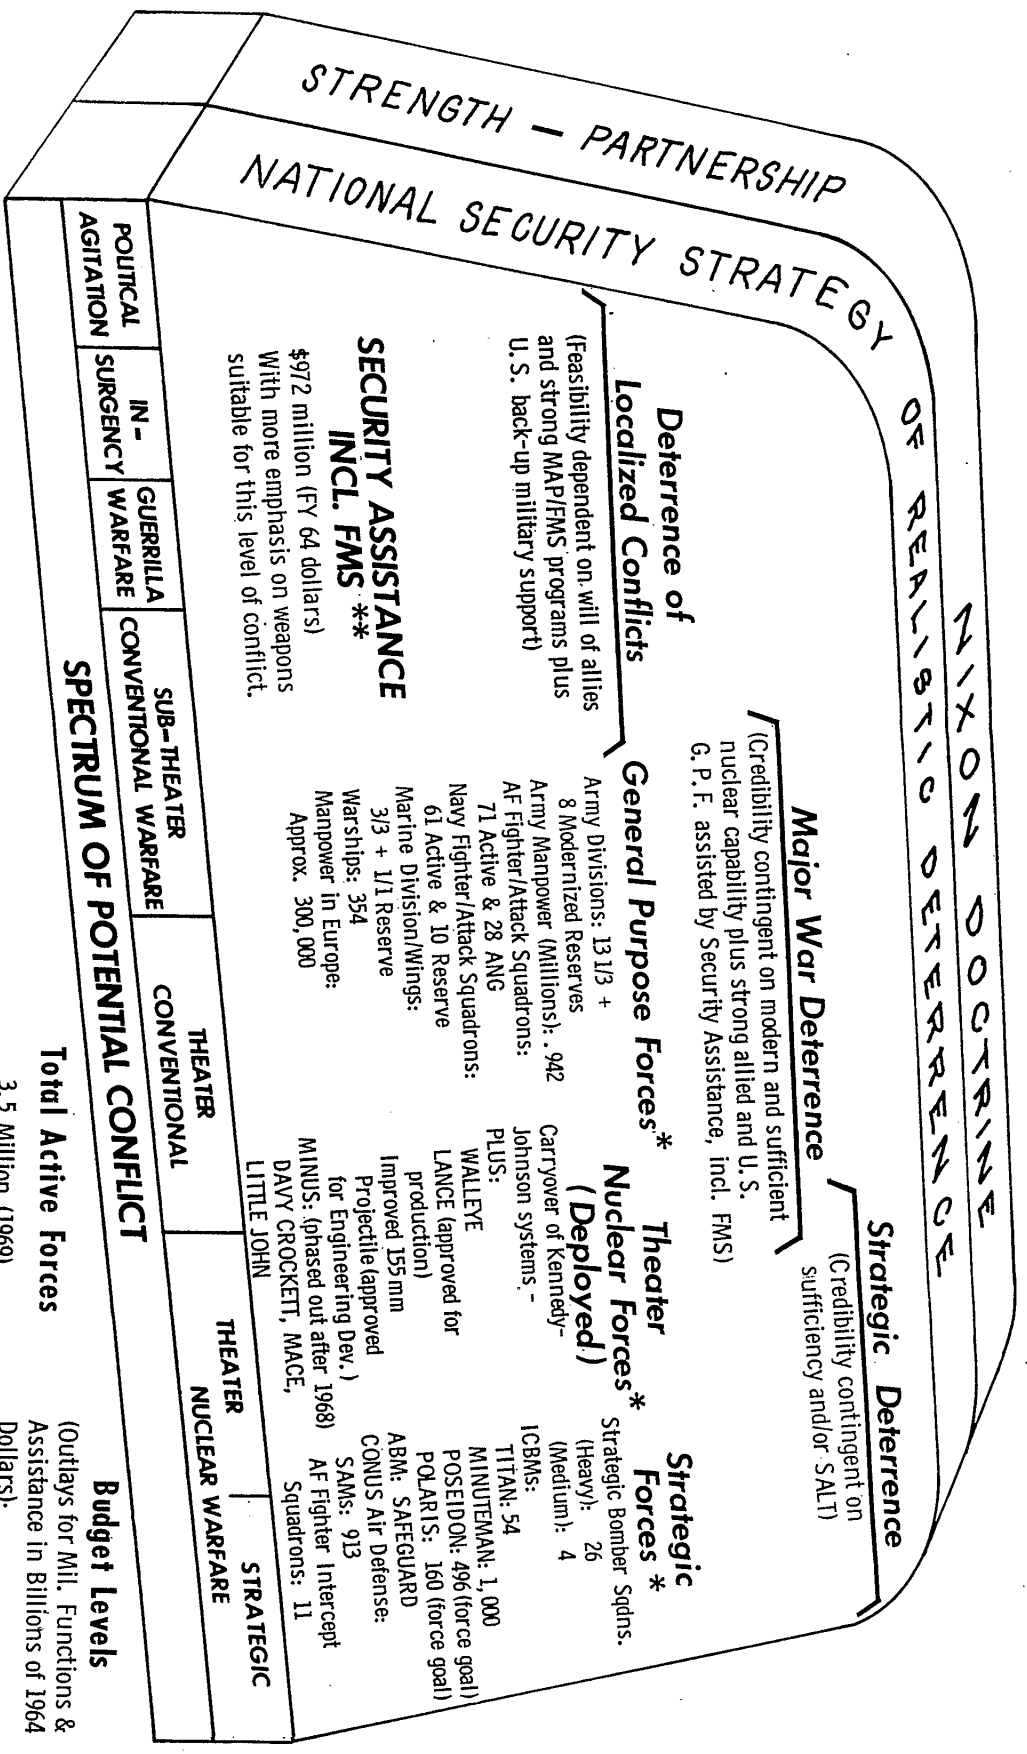 STRENGTH — PARTNERSHIP
NIXON DOCTRINE
NATIONAL SECURITY STRATEGY OF REALISTIC DETERRENCE
Strategic Deterrence
(Credibility contingent on
sufficiency and/or SALT)
Major War Deterrence
(Credibility contingent on modern and sufficient
nuclear capability plus strong allied and U. S.
G. P. F. assisted by Security Assistance, incl. FMS)
Deterrence of
Localized Conflicts
(Feasibility dependent on will of allies
and strong MAP/FMS programs plus
U. S. back-up military support)
SECURITY ASSISTANCE
INCL. FMS **
$972 million (FY 64 dollars)
With more emphasis on weapons
suitable for this level of conflict.
General Purpose Forces*
Army Divisions: 13 1/3 +
8 Modernized Reserves
Army Manpower (Millions): .942
AF Fighter/Attack Squadrons:
71 Active & 28 ANG
Navy Fighter/Attack Squadrons:
61 Active & 10 Reserve
Marine Division/Wings:
3/3 + 1/1 Reserve
Warships: 354
Manpower in Europe:
Approx. 300,000
Theater
Nuclear Forces*
(Deployed)
Carryover of Kennedy-
Johnson systems -
PLUS:
WALLEYE
LANCE (approved for
production)
Improved 155 mm
Projectile (approved
for Engineering Dev.)
MINUS: (phased out after 1968)
DAVY CROCKETT, MACE,
LITTLE JOHN
Strategic
Forces *
Strategic Bomber Sqdns.
(Heavy): 26
(Medium): 4
ICBMs:
TITAN: 54
MINUTEMAN: 1,000
POSEIDON: 496 (force goal)
POLARIS: 160 (force goal)
ABM: SAFEGUARD
CONUS Air Defense:
SAMs: 913
AF Fighter Intercept
Squadrons: 11
POLITICAL
AGITATION
IN-
SURGENCY
GUERRILLA
WARFARE
SUB-THEATER
CONVENTIONAL WARFARE
THEATER
CONVENTIONAL
THEATER
NUCLEAR WARFARE
STRATEGIC
SPECTRUM OF POTENTIAL CONFLICT
Total Active Forces
3.5 Million (1969)
Budget Levels
(Outlays for Mil. Functions &
Assistance in Billions of 1964
Dollars):